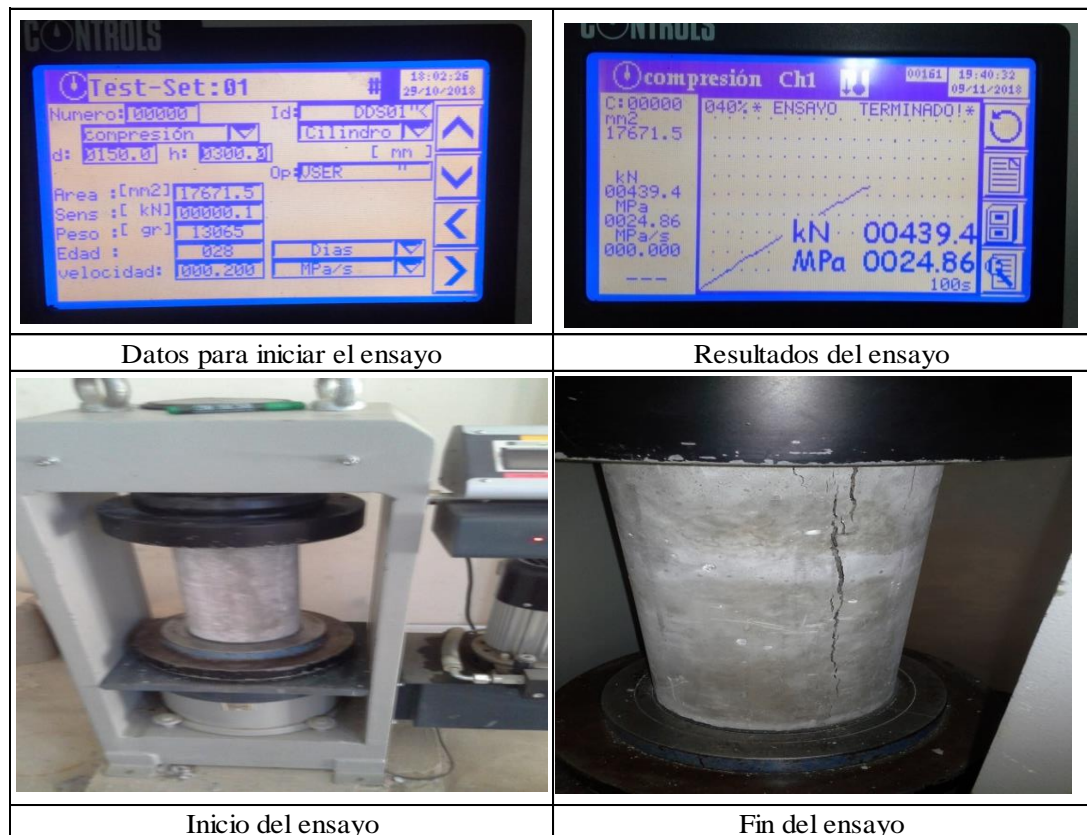 CONTROLS
Test-Set:01 # 18:02:26
29/10/2018
Numero: 00000 Id: DDS01"<
compresión Cilindro
d: 0150.0 h: 0300.0 [ mm ]
Op: USER "
Area :[mm2] 17671.5
Sens :[ kN] 00000.1
Peso :[ gr] 13065
Edad : 028 Dias
velocidad: 000.200 MPa/s
CONTROLS
compresión Ch1 00161 19:40:32
09/11/2018
C:00000 040%* ENSAYO TERMINADO!*
mm2
17671.5
kN
00439.4
MPa
0024.86
MPa/s
000.000
---
kN 00439.4
MPa 0024.86
100s
Datos para iniciar el ensayo
Resultados del ensayo
Inicio del ensayo
Fin del ensayo